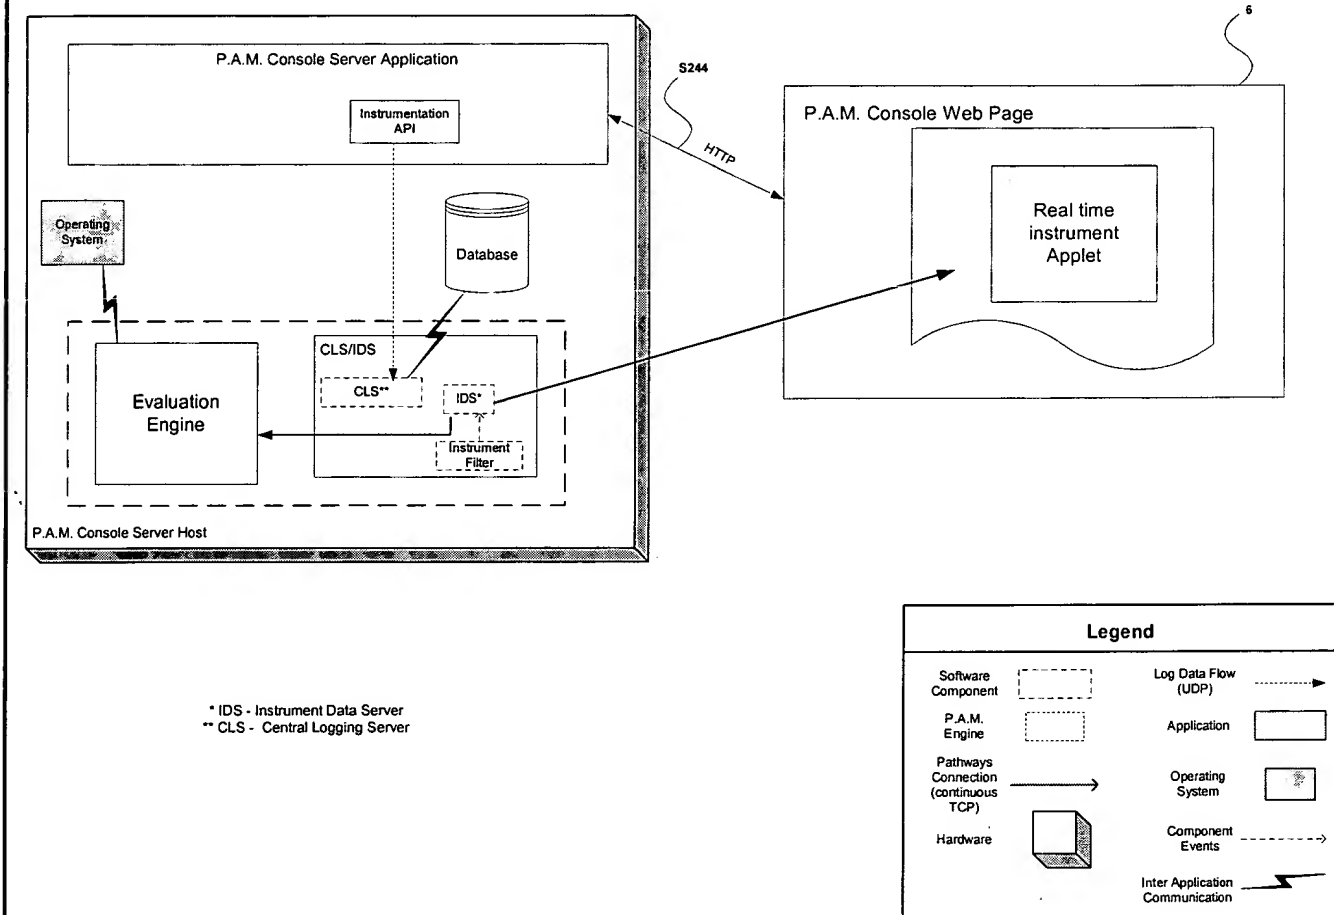 6
P.A.M. Console Server Application
S244
Instrumentation
API
HTTP
P.A.M. Console Web Page
Real time
instrument
Applet
Operating
System
Database
CLS/IDS
CLS**
IDS*
Evaluation
Engine
Instrument
Filter
P.A.M. Console Server Host
* IDS - Instrument Data Server
** CLS - Central Logging Server
Legend
Software
Component
Log Data Flow
(UDP)
P.A.M.
Engine
Application
Pathways
Connection
(continuous
TCP)
Operating
System
Hardware
Component
Events
Inter Application
Communication